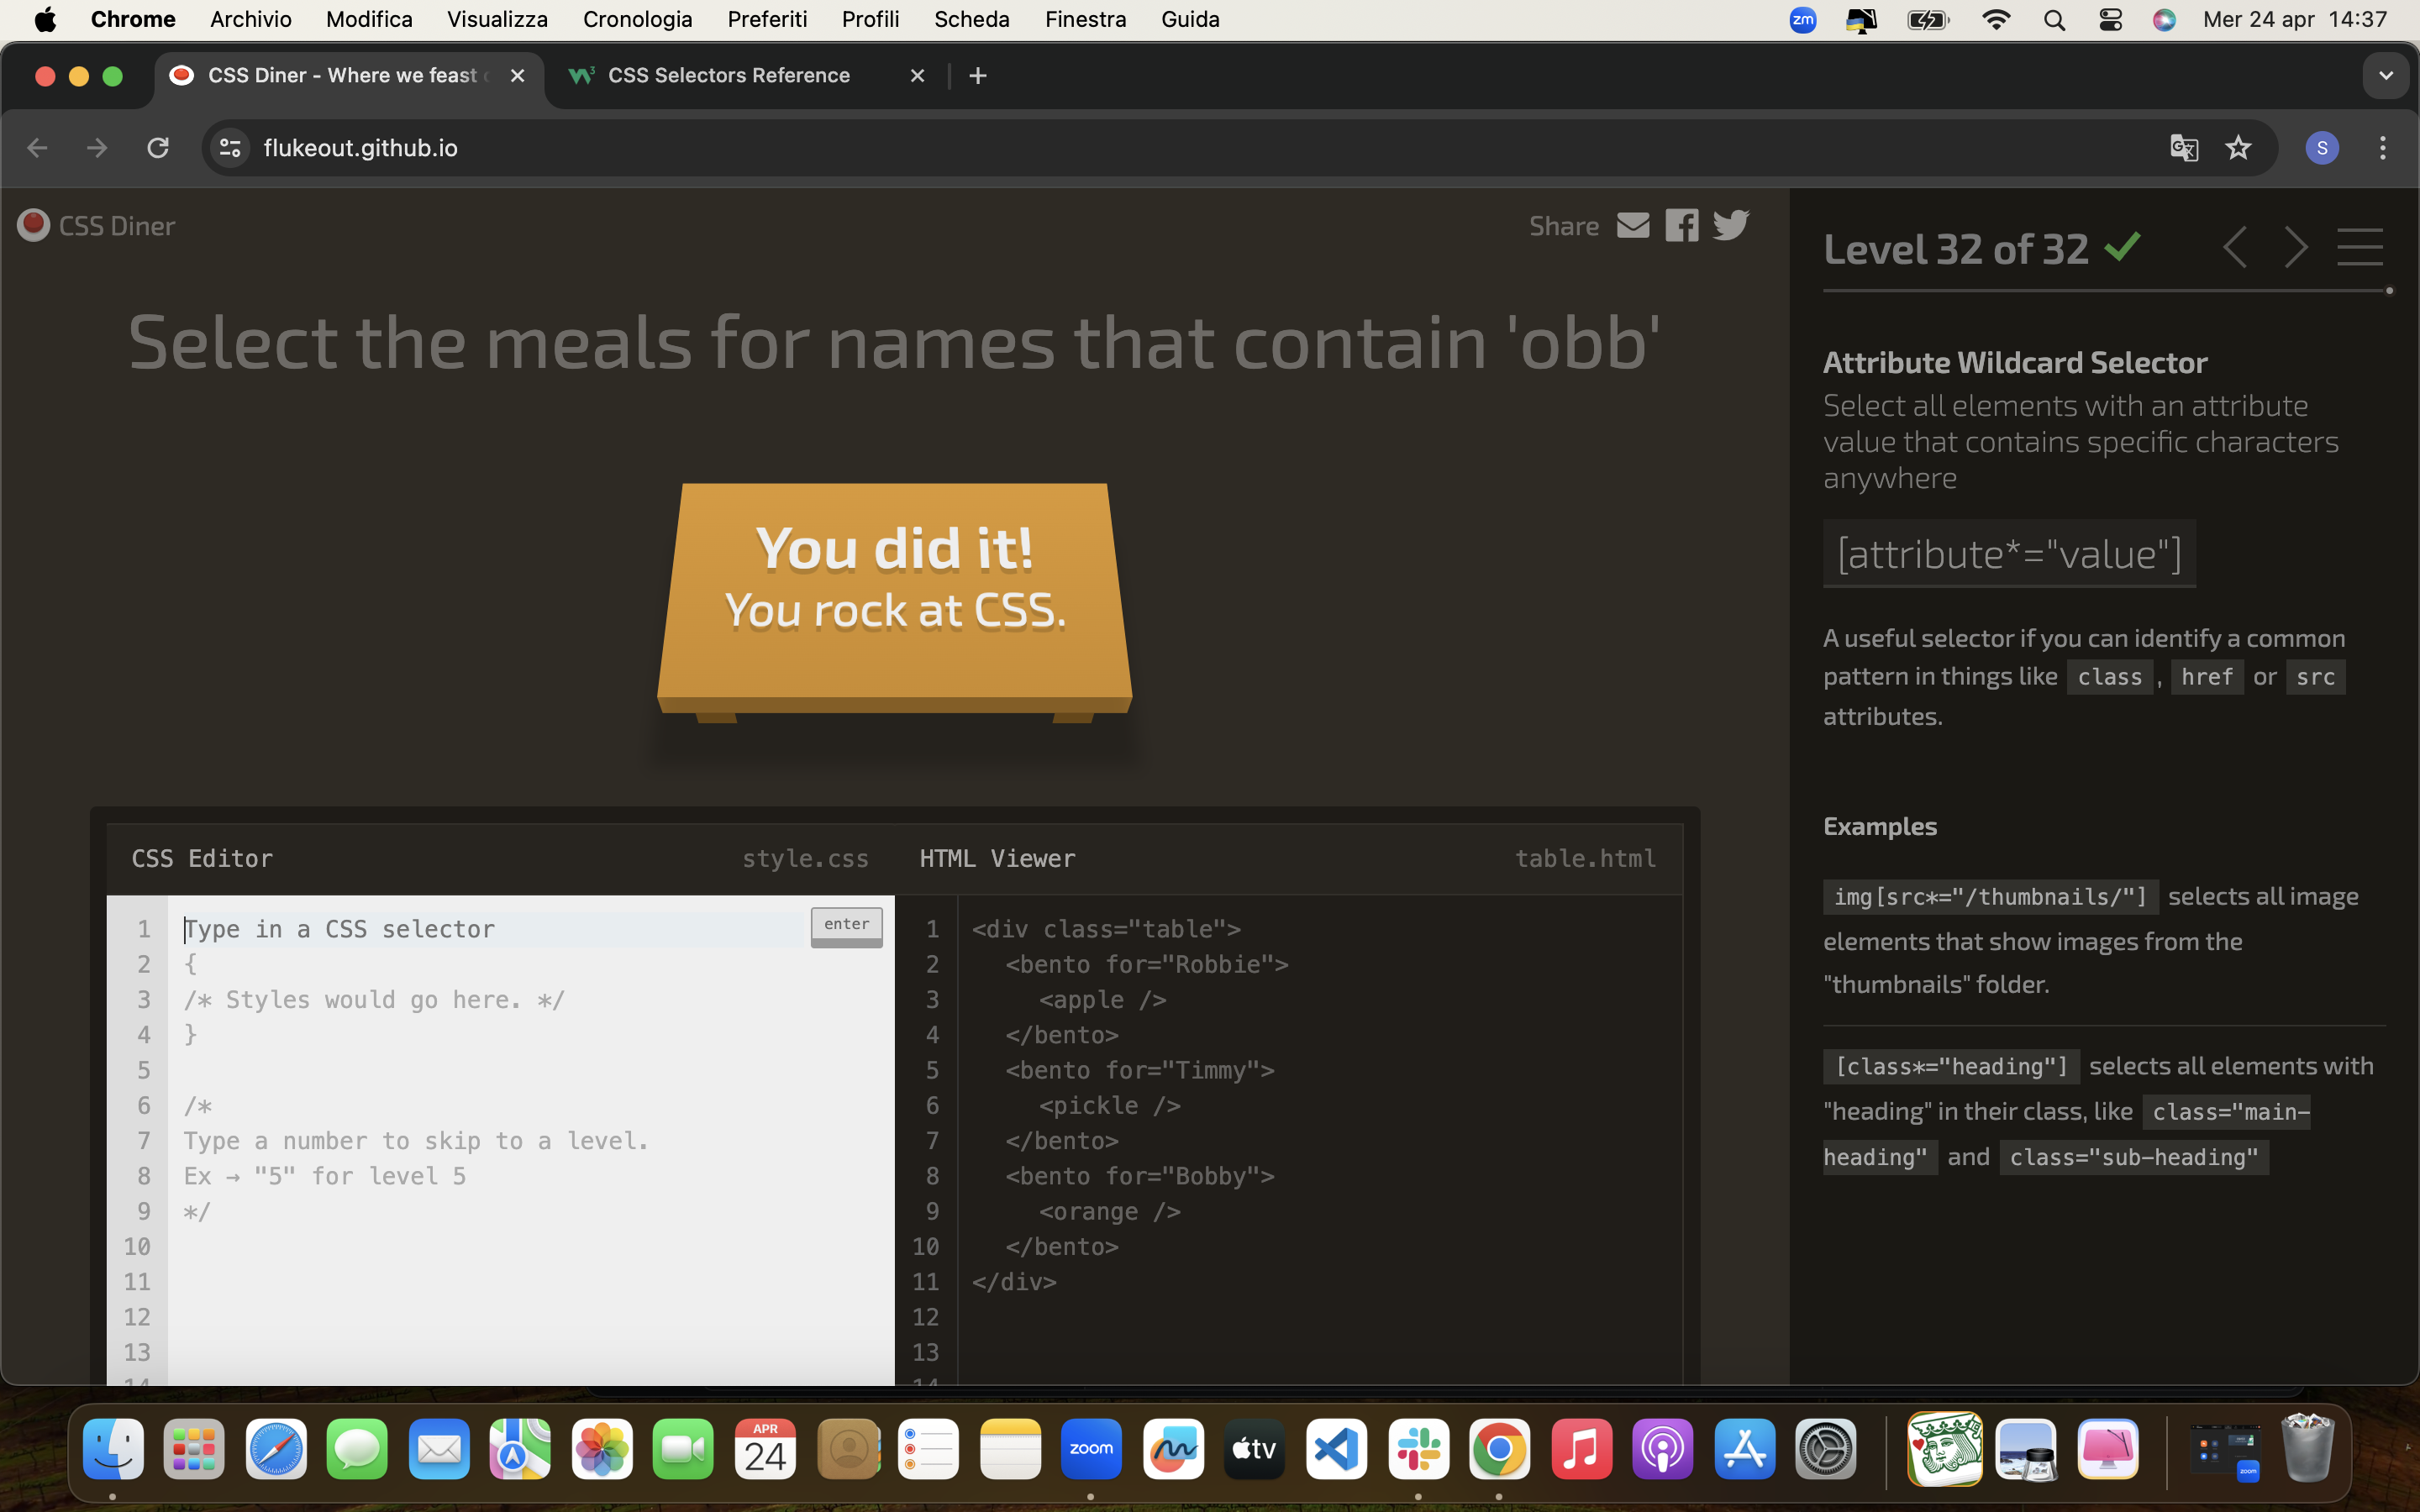 Chrome Archivio Modifica Visualizza Cronologia Preferiti Profili Scheda Finestra Guida zm Mer 24 apr 14:37
CSS Diner - Where we feast CSS Selectors Reference
flukeout.github.io S
CSS Diner Share
Select the meals for names that contain 'obb'
You did it!
You rock at CSS.
CSS Editor style.css
1 Type in a CSS selector enter
2 {
3 /* Styles would go here. */
4 }
5
6 /*
7 Type a number to skip to a level.
8 Ex → "5" for level 5
9 */
10
11
12
13
14
HTML Viewer table.html
1 <div class="table">
2 <bento for="Robbie">
3 <apple />
4 </bento>
5 <bento for="Timmy">
6 <pickle />
7 </bento>
8 <bento for="Bobby">
9 <orange />
10 </bento>
11 </div>
12
13
14
Level 32 of 32
Attribute Wildcard Selector
Select all elements with an attribute
value that contains specific characters
anywhere
[attribute*="value"]
A useful selector if you can identify a common
pattern in things like class , href or src
attributes.
Examples
img[src*="/thumbnails/"] selects all image
elements that show images from the
"thumbnails" folder.
[class*="heading"] selects all elements with
"heading" in their class, like class="main-
heading" and class="sub-heading"
APR
24
zoom
tv
zoom